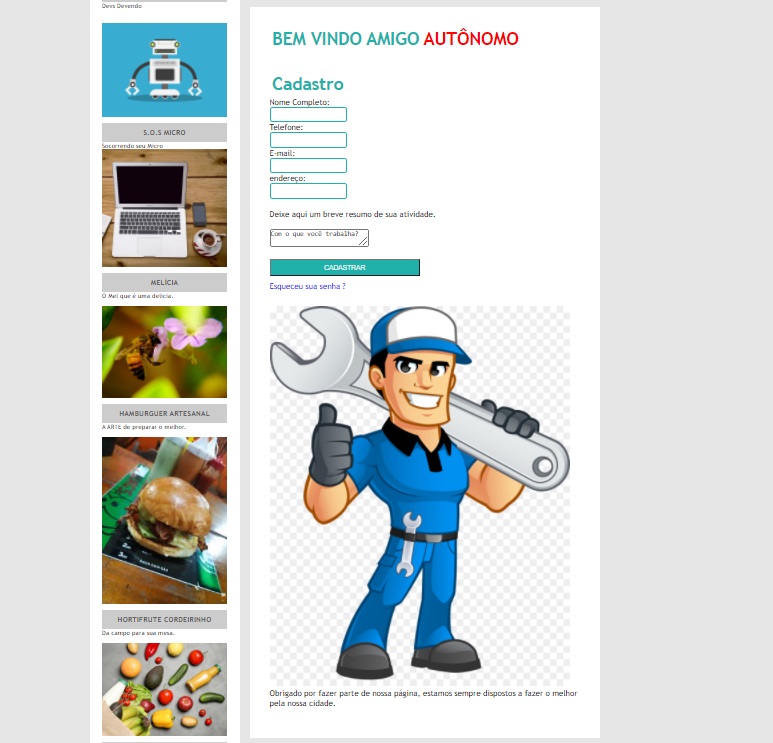 Devs Devendo
S.O.S MICRO
Socorrendo seu Micro
MELÍCIA
O Mel que é uma delicia.
HAMBURGUER ARTESANAL
A ARTE de preparar o melhor.
HORTIFRUTE CORDEIRINHO
Da campo para sua mesa.
BEM VINDO AMIGO AUTÔNOMO
Cadastro
Nome Completo:
Telefone:
E-mail:
endereço:
Deixe aqui um breve resumo de sua atividade.
Com o que você trabalha?
CADASTRAR
Esqueceu sua senha ?
Obrigado por fazer parte de nossa página, estamos sempre dispostos a fazer o melhor
pela nossa cidade.